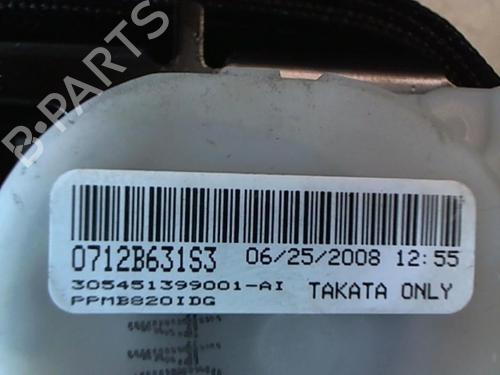 B-PARTS
0712B631S3 06/25/2008 12:55
305451399001-AI TAKATA ONLY
PPMB820IDG